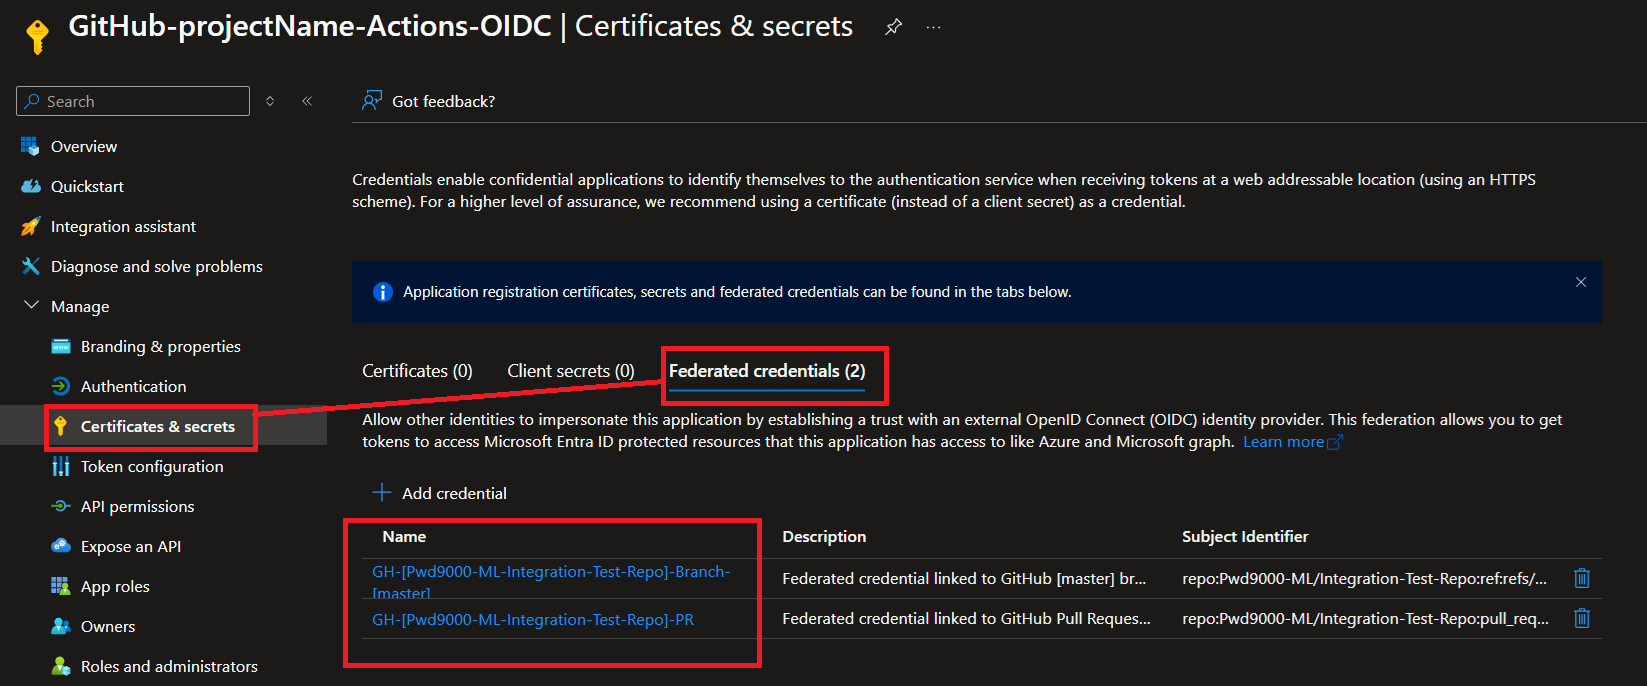 GitHub-projectName-Actions-OIDC | Certificates & secrets
Search
Got feedback?
Overview
Quickstart
Integration assistant
Diagnose and solve problems
Manage
Branding & properties
Authentication
Certificates & secrets
Token configuration
API permissions
Expose an API
App roles
Owners
Roles and administrators
Credentials enable confidential applications to identify themselves to the authentication service when receiving tokens at a web addressable location (using an HTTPS
scheme). For a higher level of assurance, we recommend using a certificate (instead of a client secret) as a credential.
Application registration certificates, secrets and federated credentials can be found in the tabs below.
Certificates (0) Client secrets (0) Federated credentials (2)
Allow other identities to impersonate this application by establishing a trust with an external OpenID Connect (OIDC) identity provider. This federation allows you to get
tokens to access Microsoft Entra ID protected resources that this application has access to like Azure and Microsoft graph. Learn more
Add credential
Name Description Subject Identifier
GH-[Pwd9000-ML-Integration-Test-Repo]-Branch- Federated credential linked to GitHub [master] br... repo:Pwd9000-ML/Integration-Test-Repo:ref:refs/...
[master]
GH-[Pwd9000-ML-Integration-Test-Repo]-PR Federated credential linked to GitHub Pull Reques... repo:Pwd9000-ML/Integration-Test-Repo:pull_req...